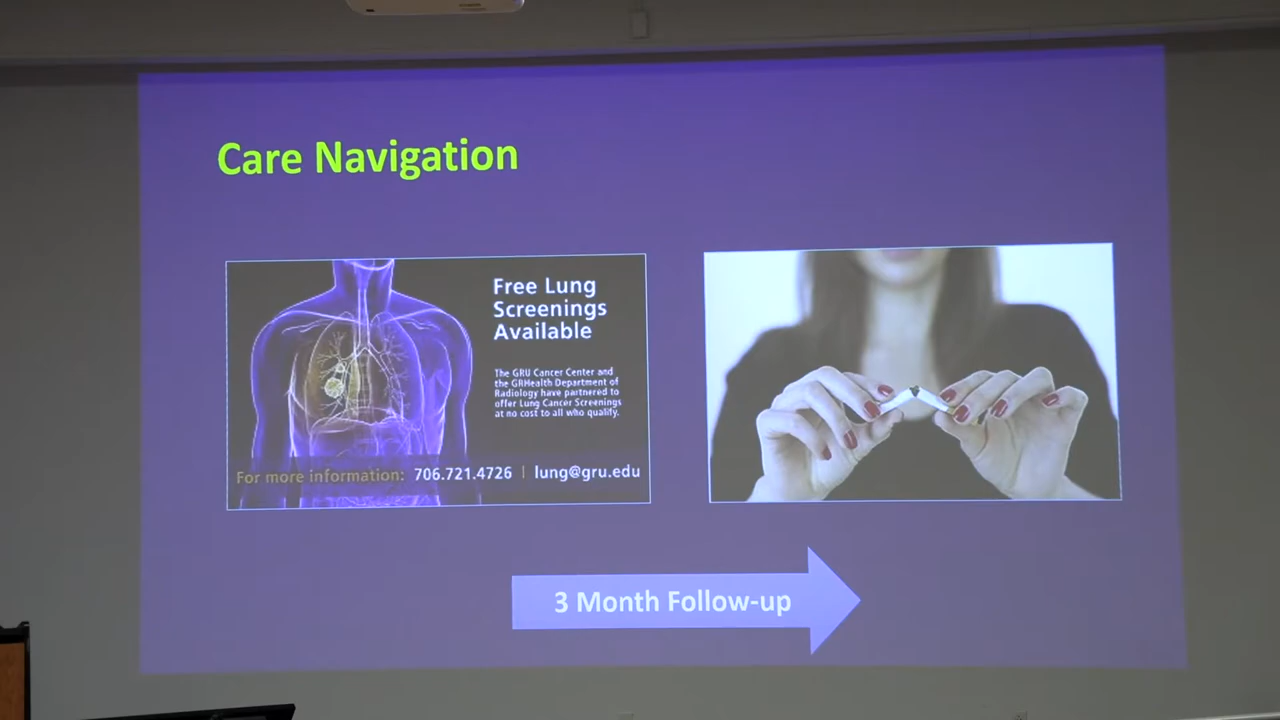 Care Navigation
Free Lung
Screenings
Available
The GRU Cancer Center and
the GRHealth Department of
Radiology have partnered to
offer Lung Cancer Screenings
at no cost to all who qualify.
For more information: 706.721.4726 | lung@gru.edu
3 Month Follow-up